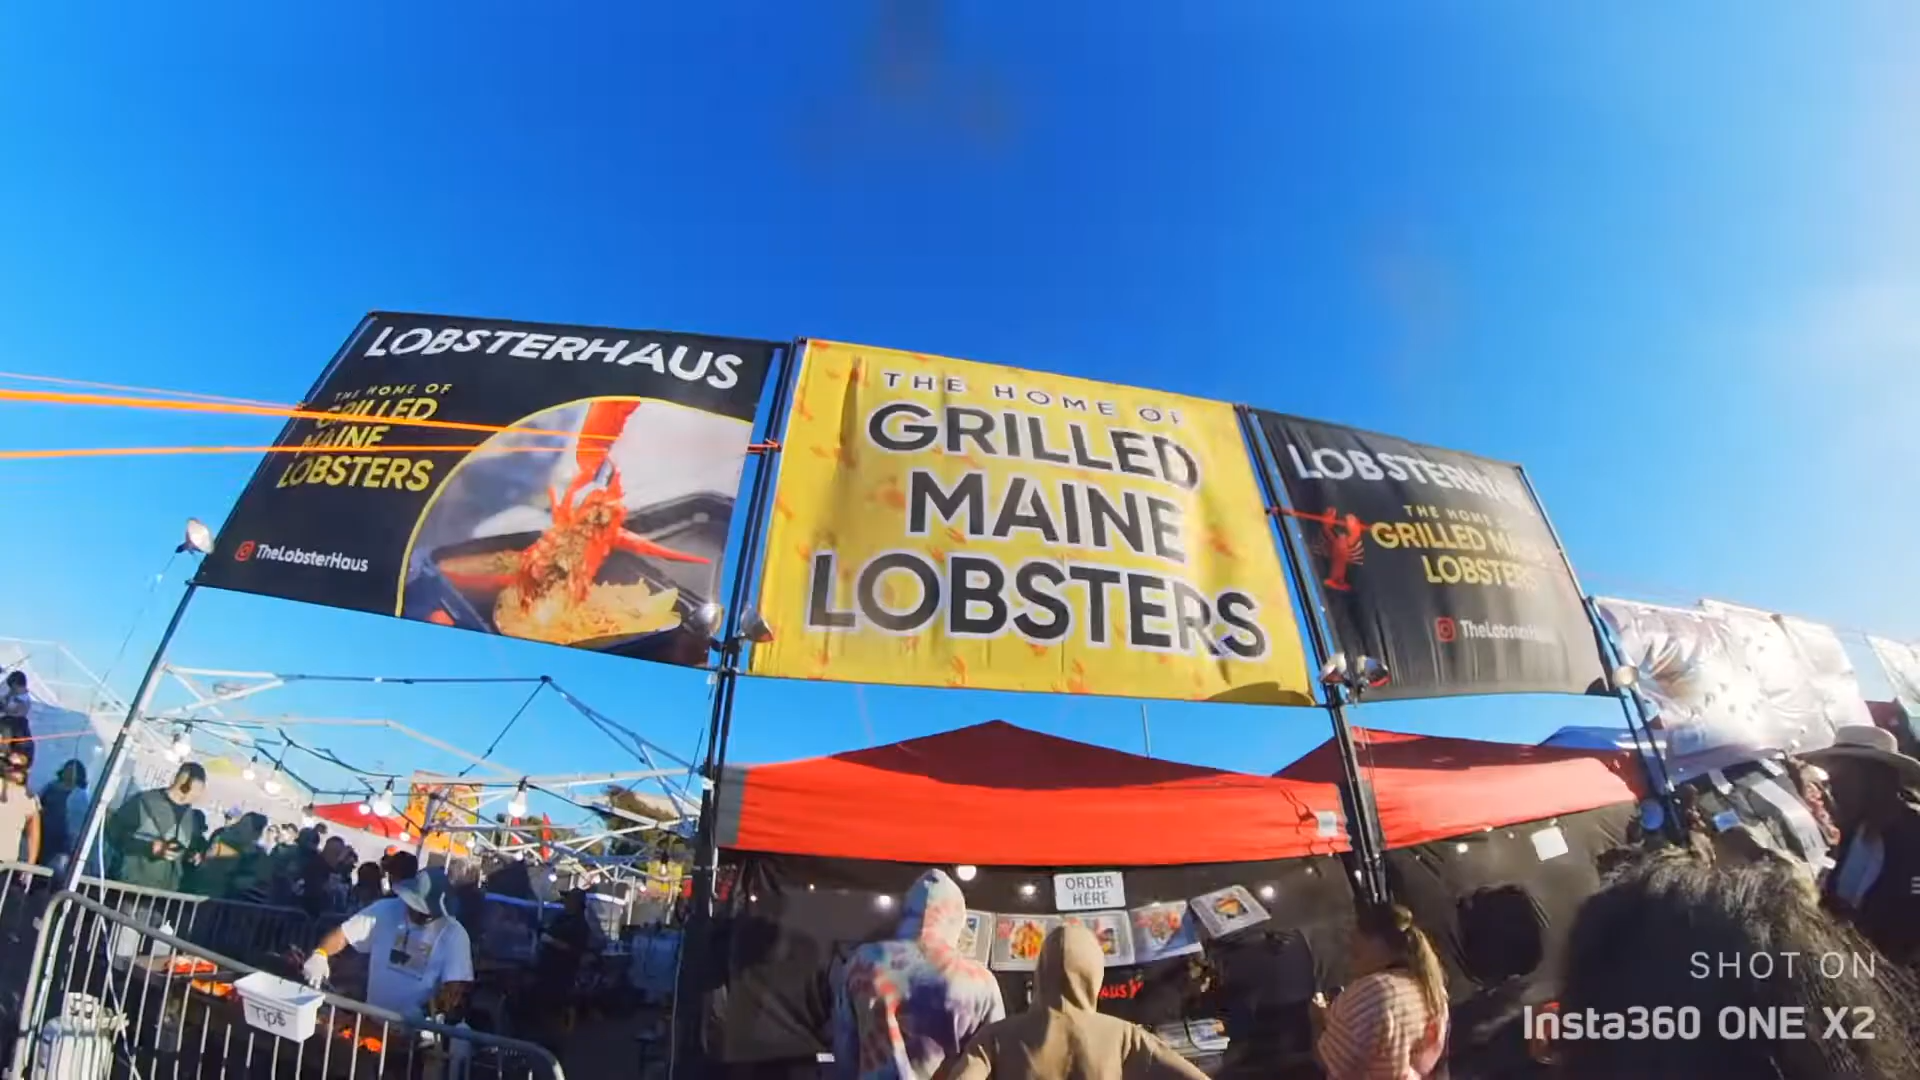 LOBSTERHAUS
THE HOME OF
GRILLED
MAINE
LOBSTERS
TheLobsterHaus
THE HOME OF
GRILLED
MAINE
LOBSTERS
LOBSTERHAUS
THE HOME OF
GRILLED MAINE
LOBSTERS
TheLobsterHaus
ORDER
HERE
Tips
SHOT ON
Insta360 ONE X2